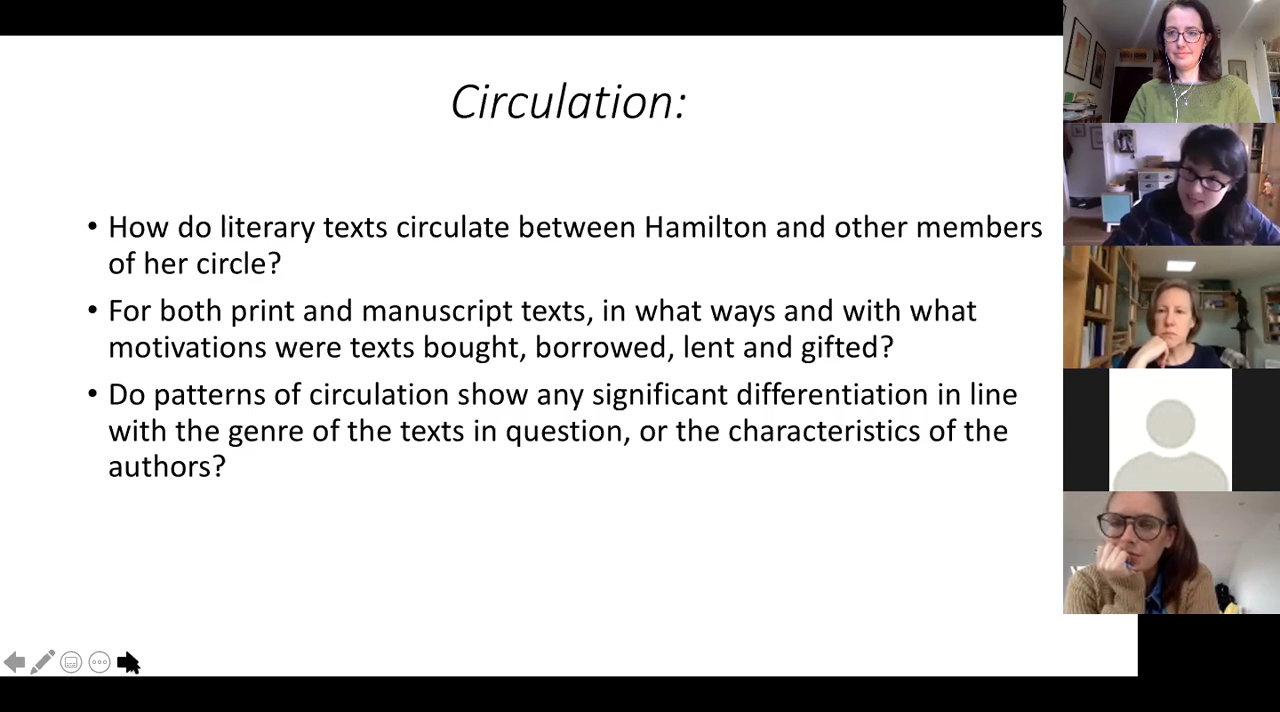 Circulation:
• How do literary texts circulate between Hamilton and other members
of her circle?
• For both print and manuscript texts, in what ways and with what
motivations were texts bought, borrowed, lent and gifted?
• Do patterns of circulation show any significant differentiation in line
with the genre of the texts in question, or the characteristics of the
authors?